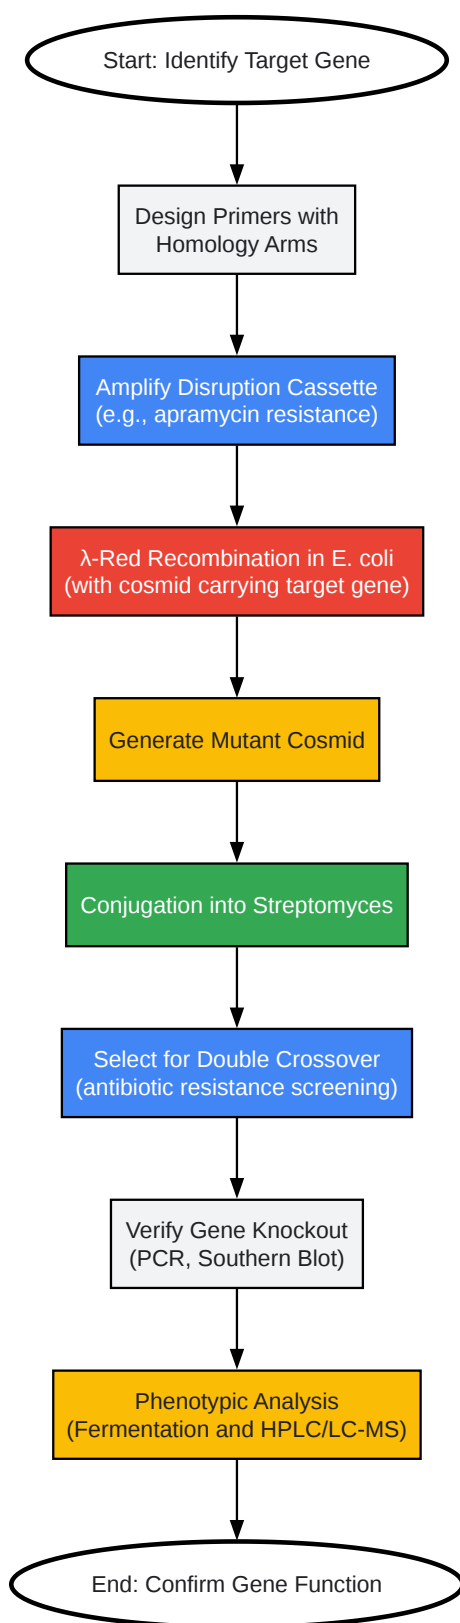 Start: Identify Target Gene
Design Primers with
Homology Arms
Amplify Disruption Cassette
(e.g., apramycin resistance)
λ-Red Recombination in E. coli
(with cosmid carrying target gene)
Generate Mutant Cosmid
Conjugation into Streptomyces
Select for Double Crossover
(antibiotic resistance screening)
Verify Gene Knockout
(PCR, Southern Blot)
Phenotypic Analysis
(Fermentation and HPLC/LC-MS)
End: Confirm Gene Function